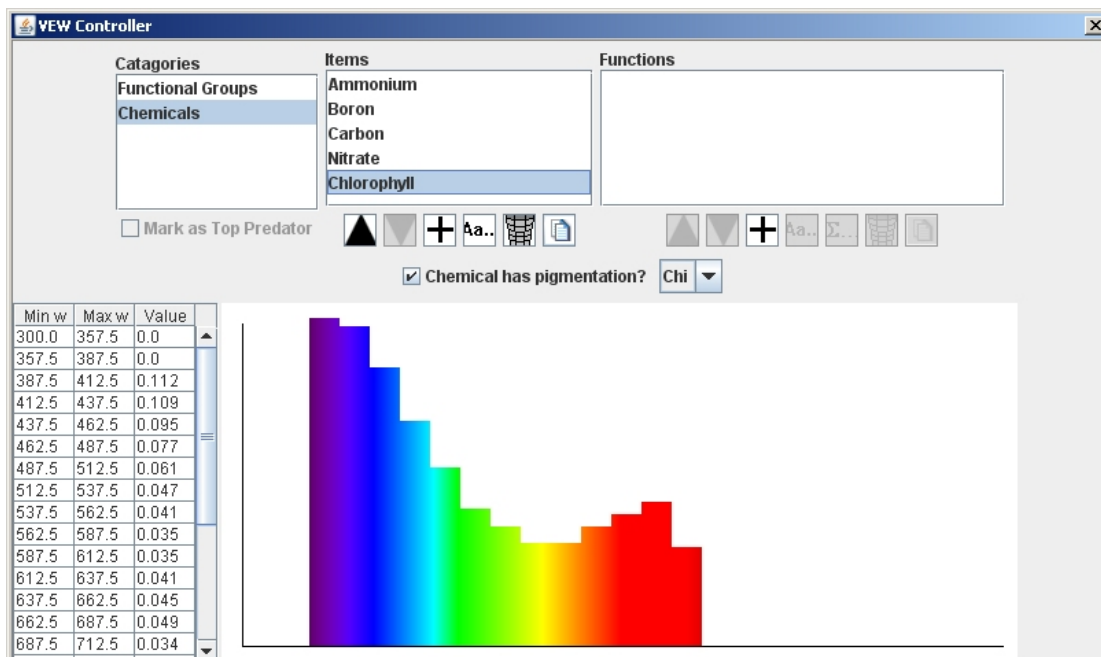 VEW Controller
Catagories
Items
Functions
Functional Groups
Chemicals
Ammonium
Boron
Carbon
Nitrate
Chlorophyll
Mark as Top Predator
Aa..
Aa..
Σ...
Chemical has pigmentation?
Chi
Min w Max w Value
300.0 357.5 0.0
357.5 387.5 0.0
387.5 412.5 0.112
412.5 437.5 0.109
437.5 462.5 0.095
462.5 487.5 0.077
487.5 512.5 0.061
512.5 537.5 0.047
537.5 562.5 0.041
562.5 587.5 0.035
587.5 612.5 0.035
612.5 637.5 0.041
637.5 662.5 0.045
662.5 687.5 0.049
687.5 712.5 0.034